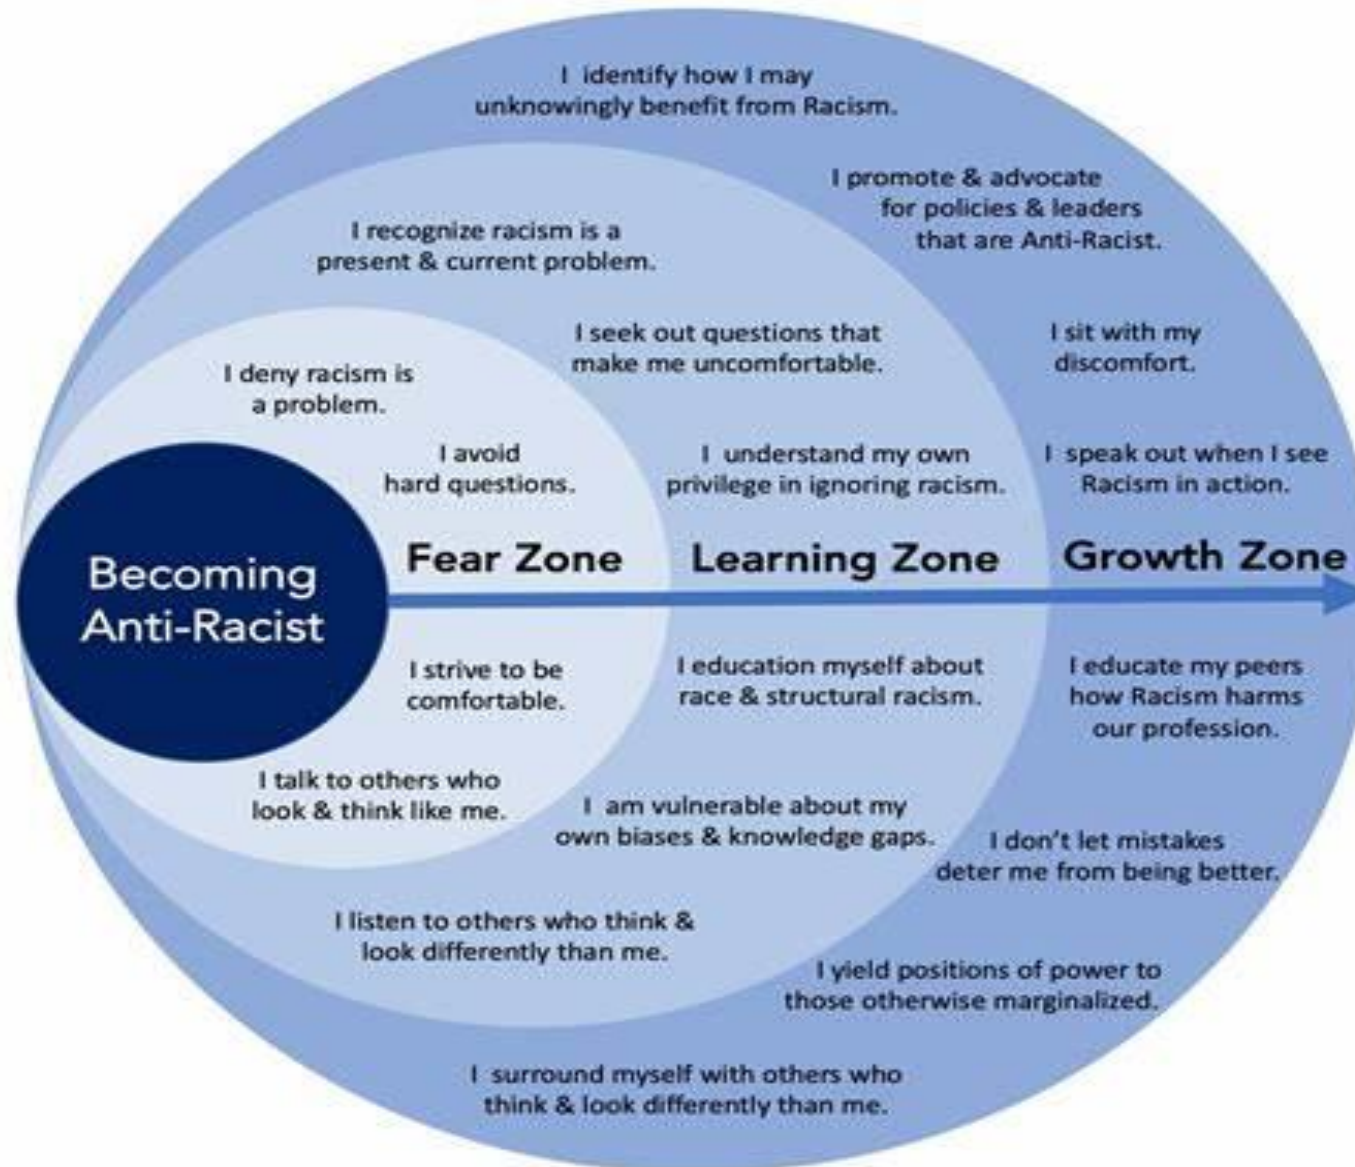 I identify how I may
unknowingly benefit from Racism.
I promote & advocate
for policies & leaders
that are Anti-Racist.
I recognize racism is a
present & current problem.
I seek out questions that
make me uncomfortable.
I sit with my
discomfort.
I deny racism is
a problem.
I avoid
hard questions.
I understand my own
privilege in ignoring racism.
I speak out when I see
Racism in action.
Becoming
Anti-Racist
Fear Zone
Learning Zone
Growth Zone
I strive to be
comfortable.
I education myself about
race & structural racism.
I educate my peers
how Racism harms
our profession.
I talk to others who
look & think like me.
I am vulnerable about my
own biases & knowledge gaps.
I don't let mistakes
deter me from being better.
I listen to others who think &
look differently than me.
I yield positions of power to
those otherwise marginalized.
I surround myself with others who
think & look differently than me.